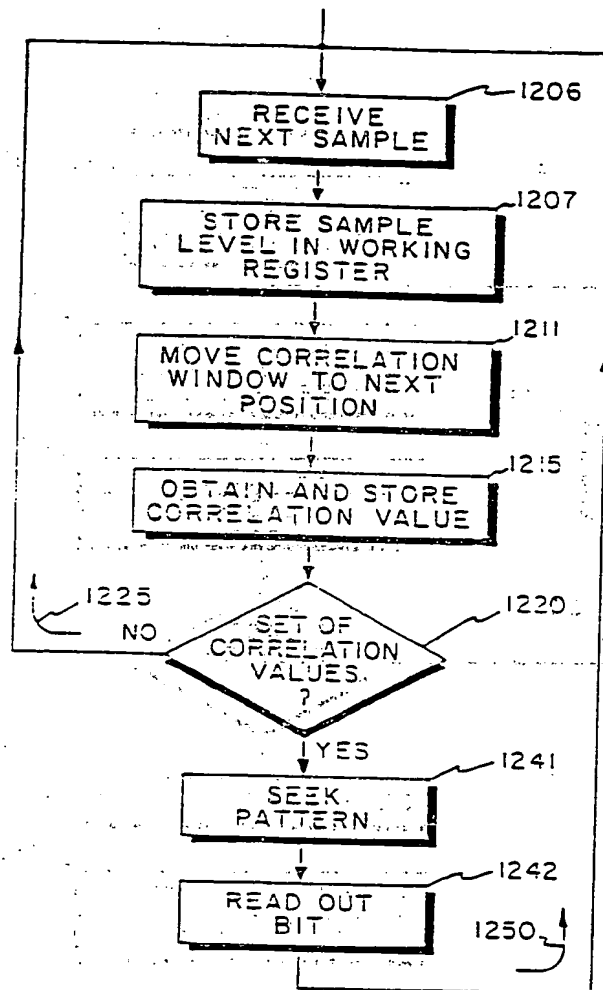 1206
RECEIVE
NEXT SAMPLE
1207
STORE SAMPLE
LEVEL IN WORKING
REGISTER
1211
MOVE CORRELATION
WINDOW TO NEXT
POSITION
1215
OBTAIN AND STORE
CORRELATION VALUE
1225
NO
1220
SET OF
CORRELATION
VALUES
?
YES
1241
SEEK
PATTERN
1242
READ OUT
BIT
1250